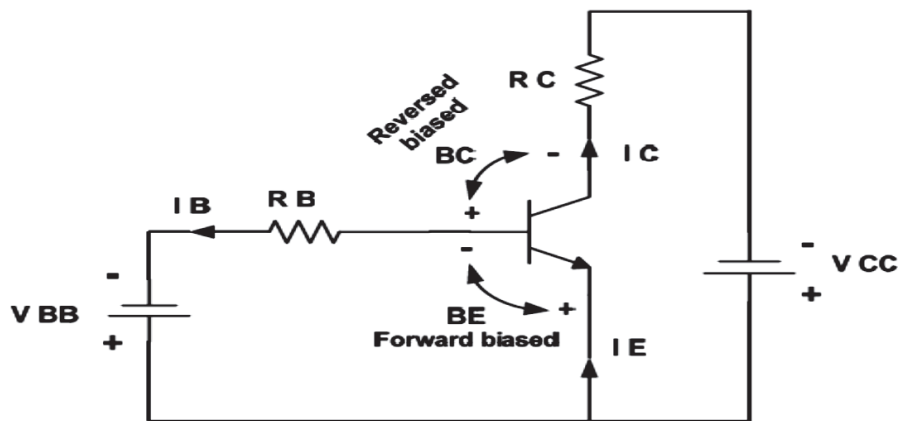 R C
Reversed
biased
BC
-
I C
I B
R B
+
-
-
V CC
+
-
V BB
+
BE
+
Forward biased
I E